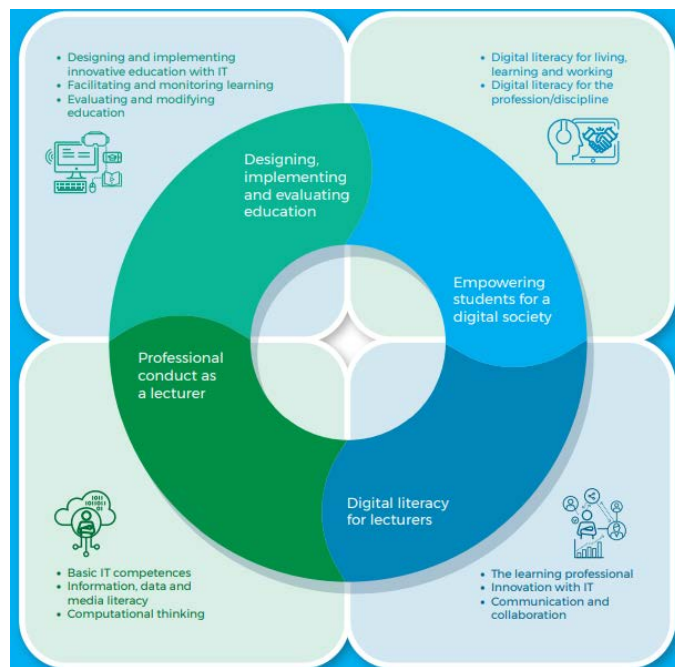 • Designing and implementing
innovative education with IT
• Facilitating and monitoring learning
• Evaluating and modifying
education
• Digital literacy for living,
learning and working
• Digital literacy for the
profession/discipline
Designing,
implementing
and evaluating
education
Empowering
students for a
digital society
Professional
conduct as
a lecturer
Digital literacy
for lecturers
1011
011011
01
• Basic IT competences
• Information, data and
media literacy
• Computational thinking
• The learning professional
• Innovation with IT
• Communication and
collaboration